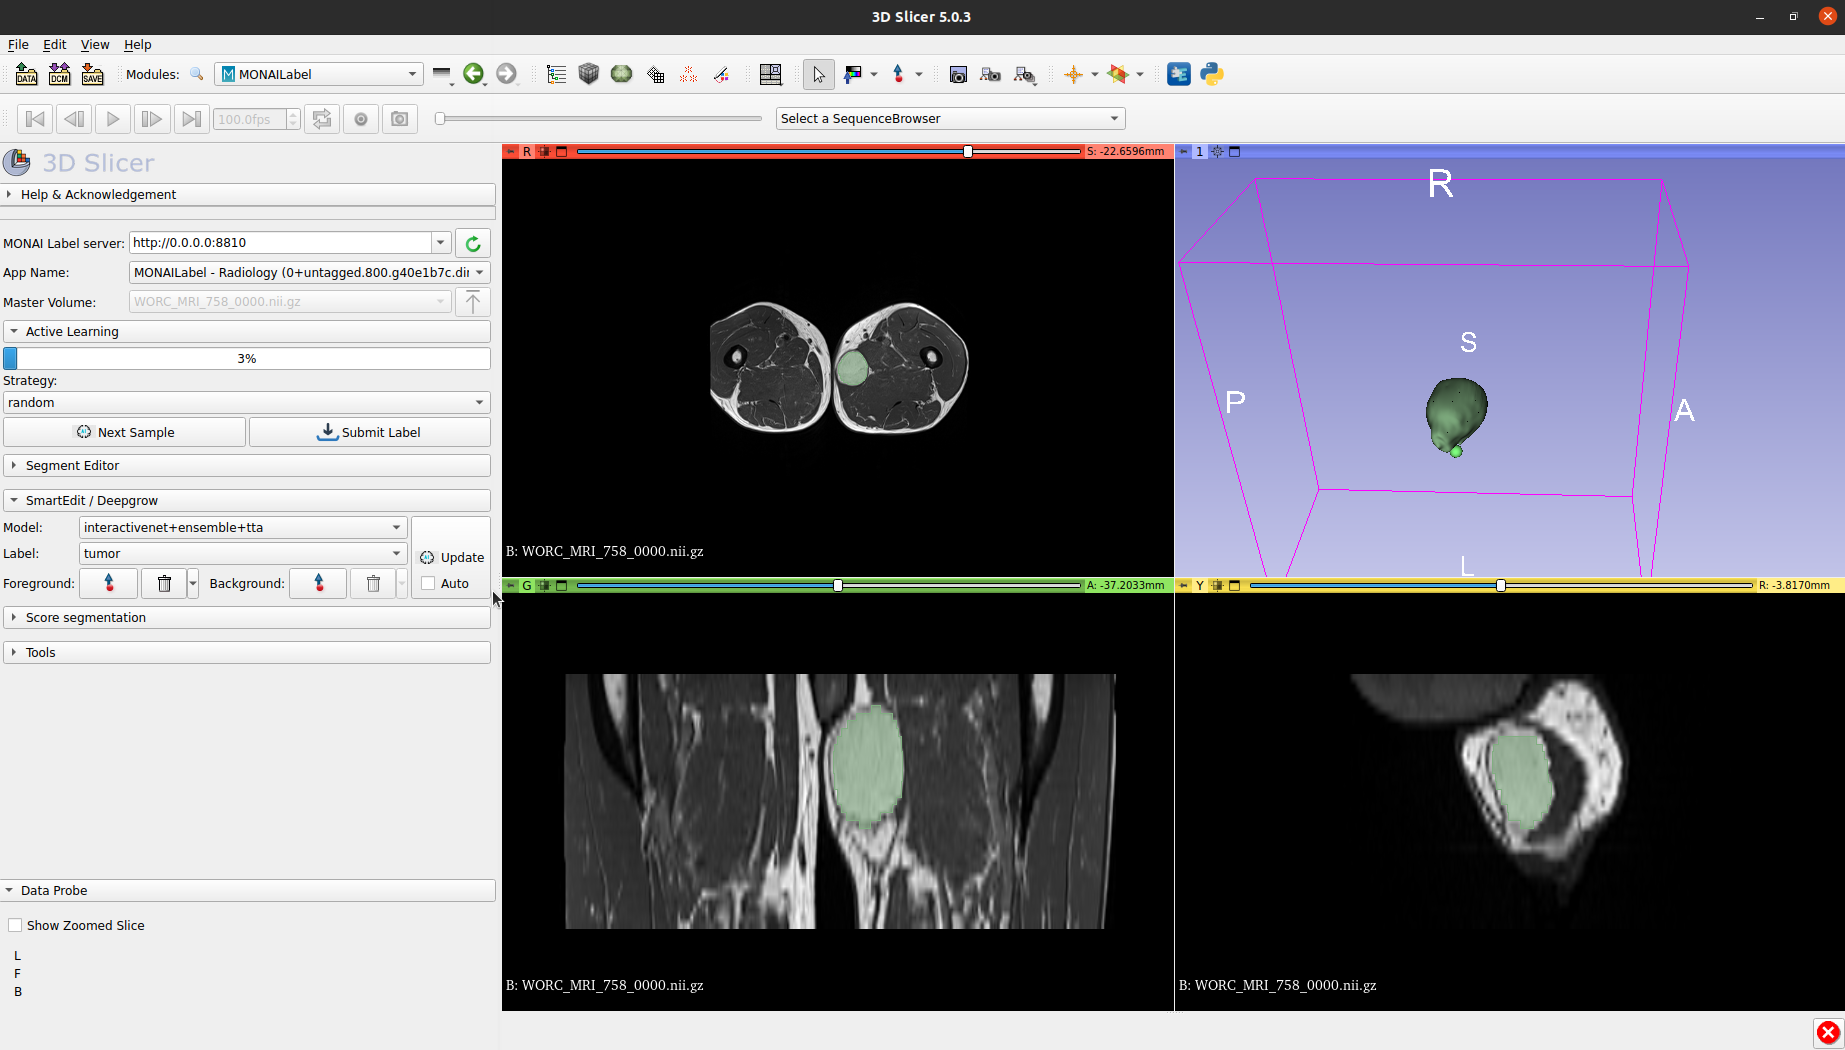 3D Slicer 5.0.3
File Edit View Help
DATA DCM SAVE Modules: M MONAILabel
100.0fps Select a SequenceBrowser
3D Slicer
Help & Acknowledgement
MONAI Label server: http://0.0.0.0:8810
App Name: MONAILabel - Radiology (0+untagged.800.g40e1b7c.dir
Master Volume: WORC_MRI_758_0000.nii.gz
Active Learning
3%
Strategy:
random
Next Sample Submit Label
Segment Editor
SmartEdit / Deepgrow
Model: interactivenet+ensemble+tta
Label: tumor
Update
Foreground: Background: Auto
Score segmentation
Tools
Data Probe
Show Zoomed Slice
L
F
B
R S: -22.6596mm
B: WORC_MRI_758_0000.nii.gz
1
R
S
P A
L
G A: -37.2033mm
B: WORC_MRI_758_0000.nii.gz
Y R: -3.8170mm
B: WORC_MRI_758_0000.nii.gz